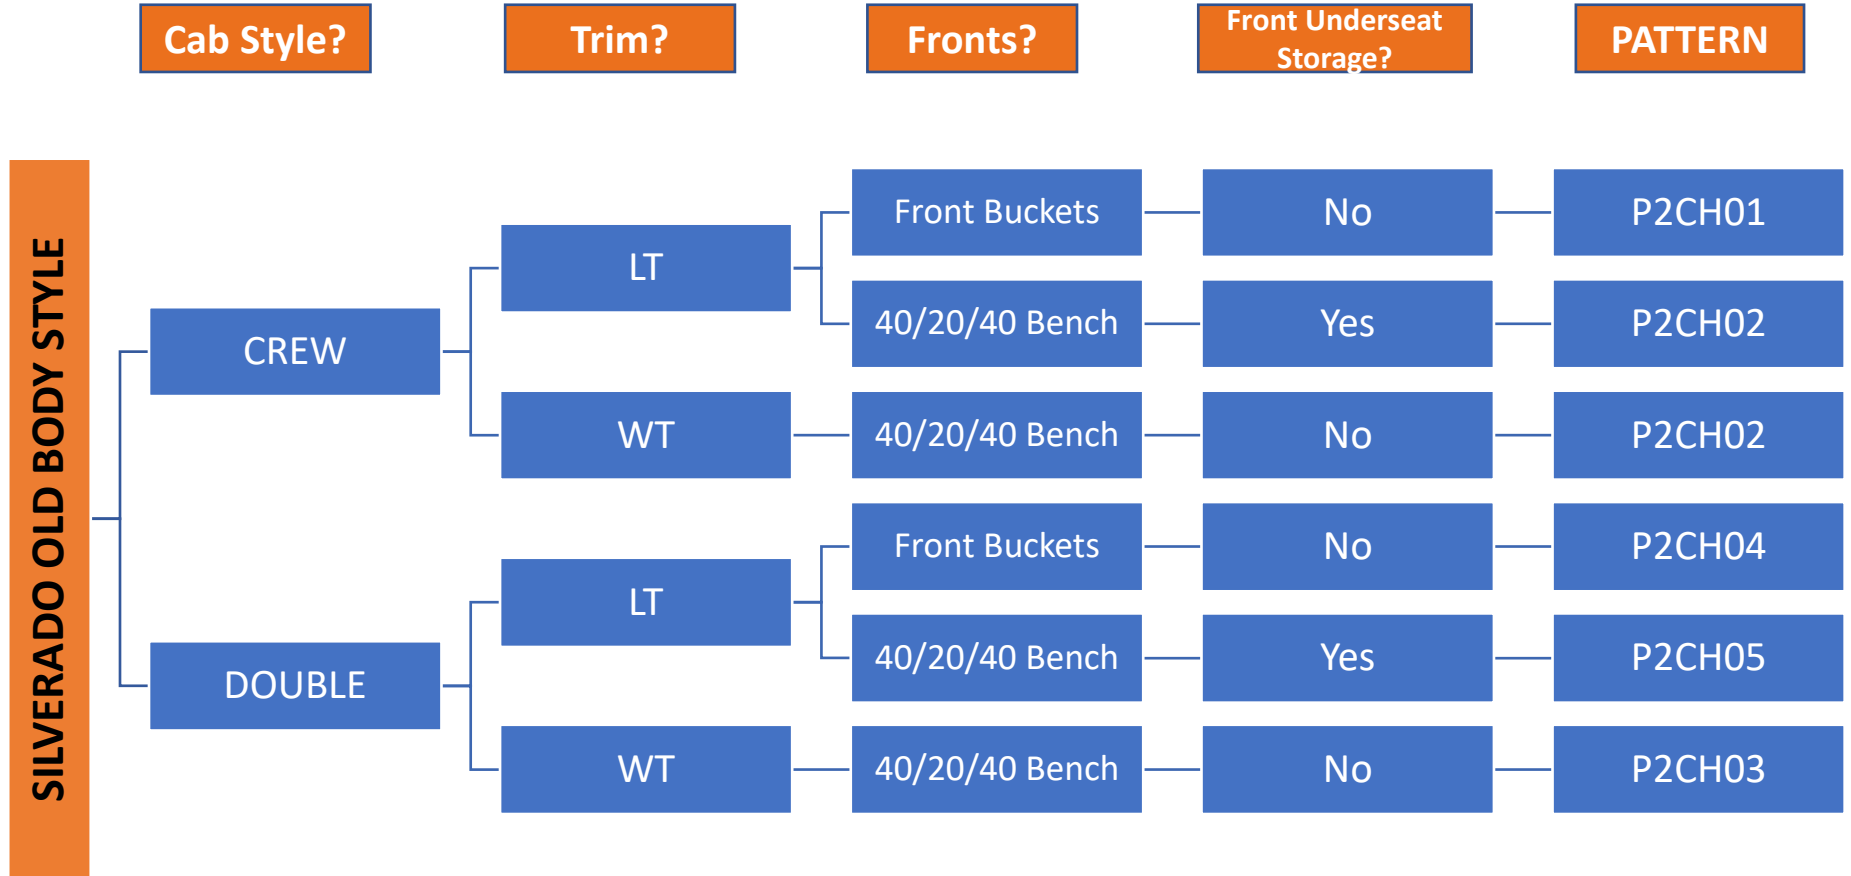 Cab Style?
Trim?
Fronts?
Front Underseat
Storage?
PATTERN
SILVERADO OLD BODY STYLE
CREW
LT
Front Buckets
No
P2CH01
40/20/40 Bench
Yes
P2CH02
WT
40/20/40 Bench
No
P2CH02
DOUBLE
LT
Front Buckets
No
P2CH04
40/20/40 Bench
Yes
P2CH05
WT
40/20/40 Bench
No
P2CH03